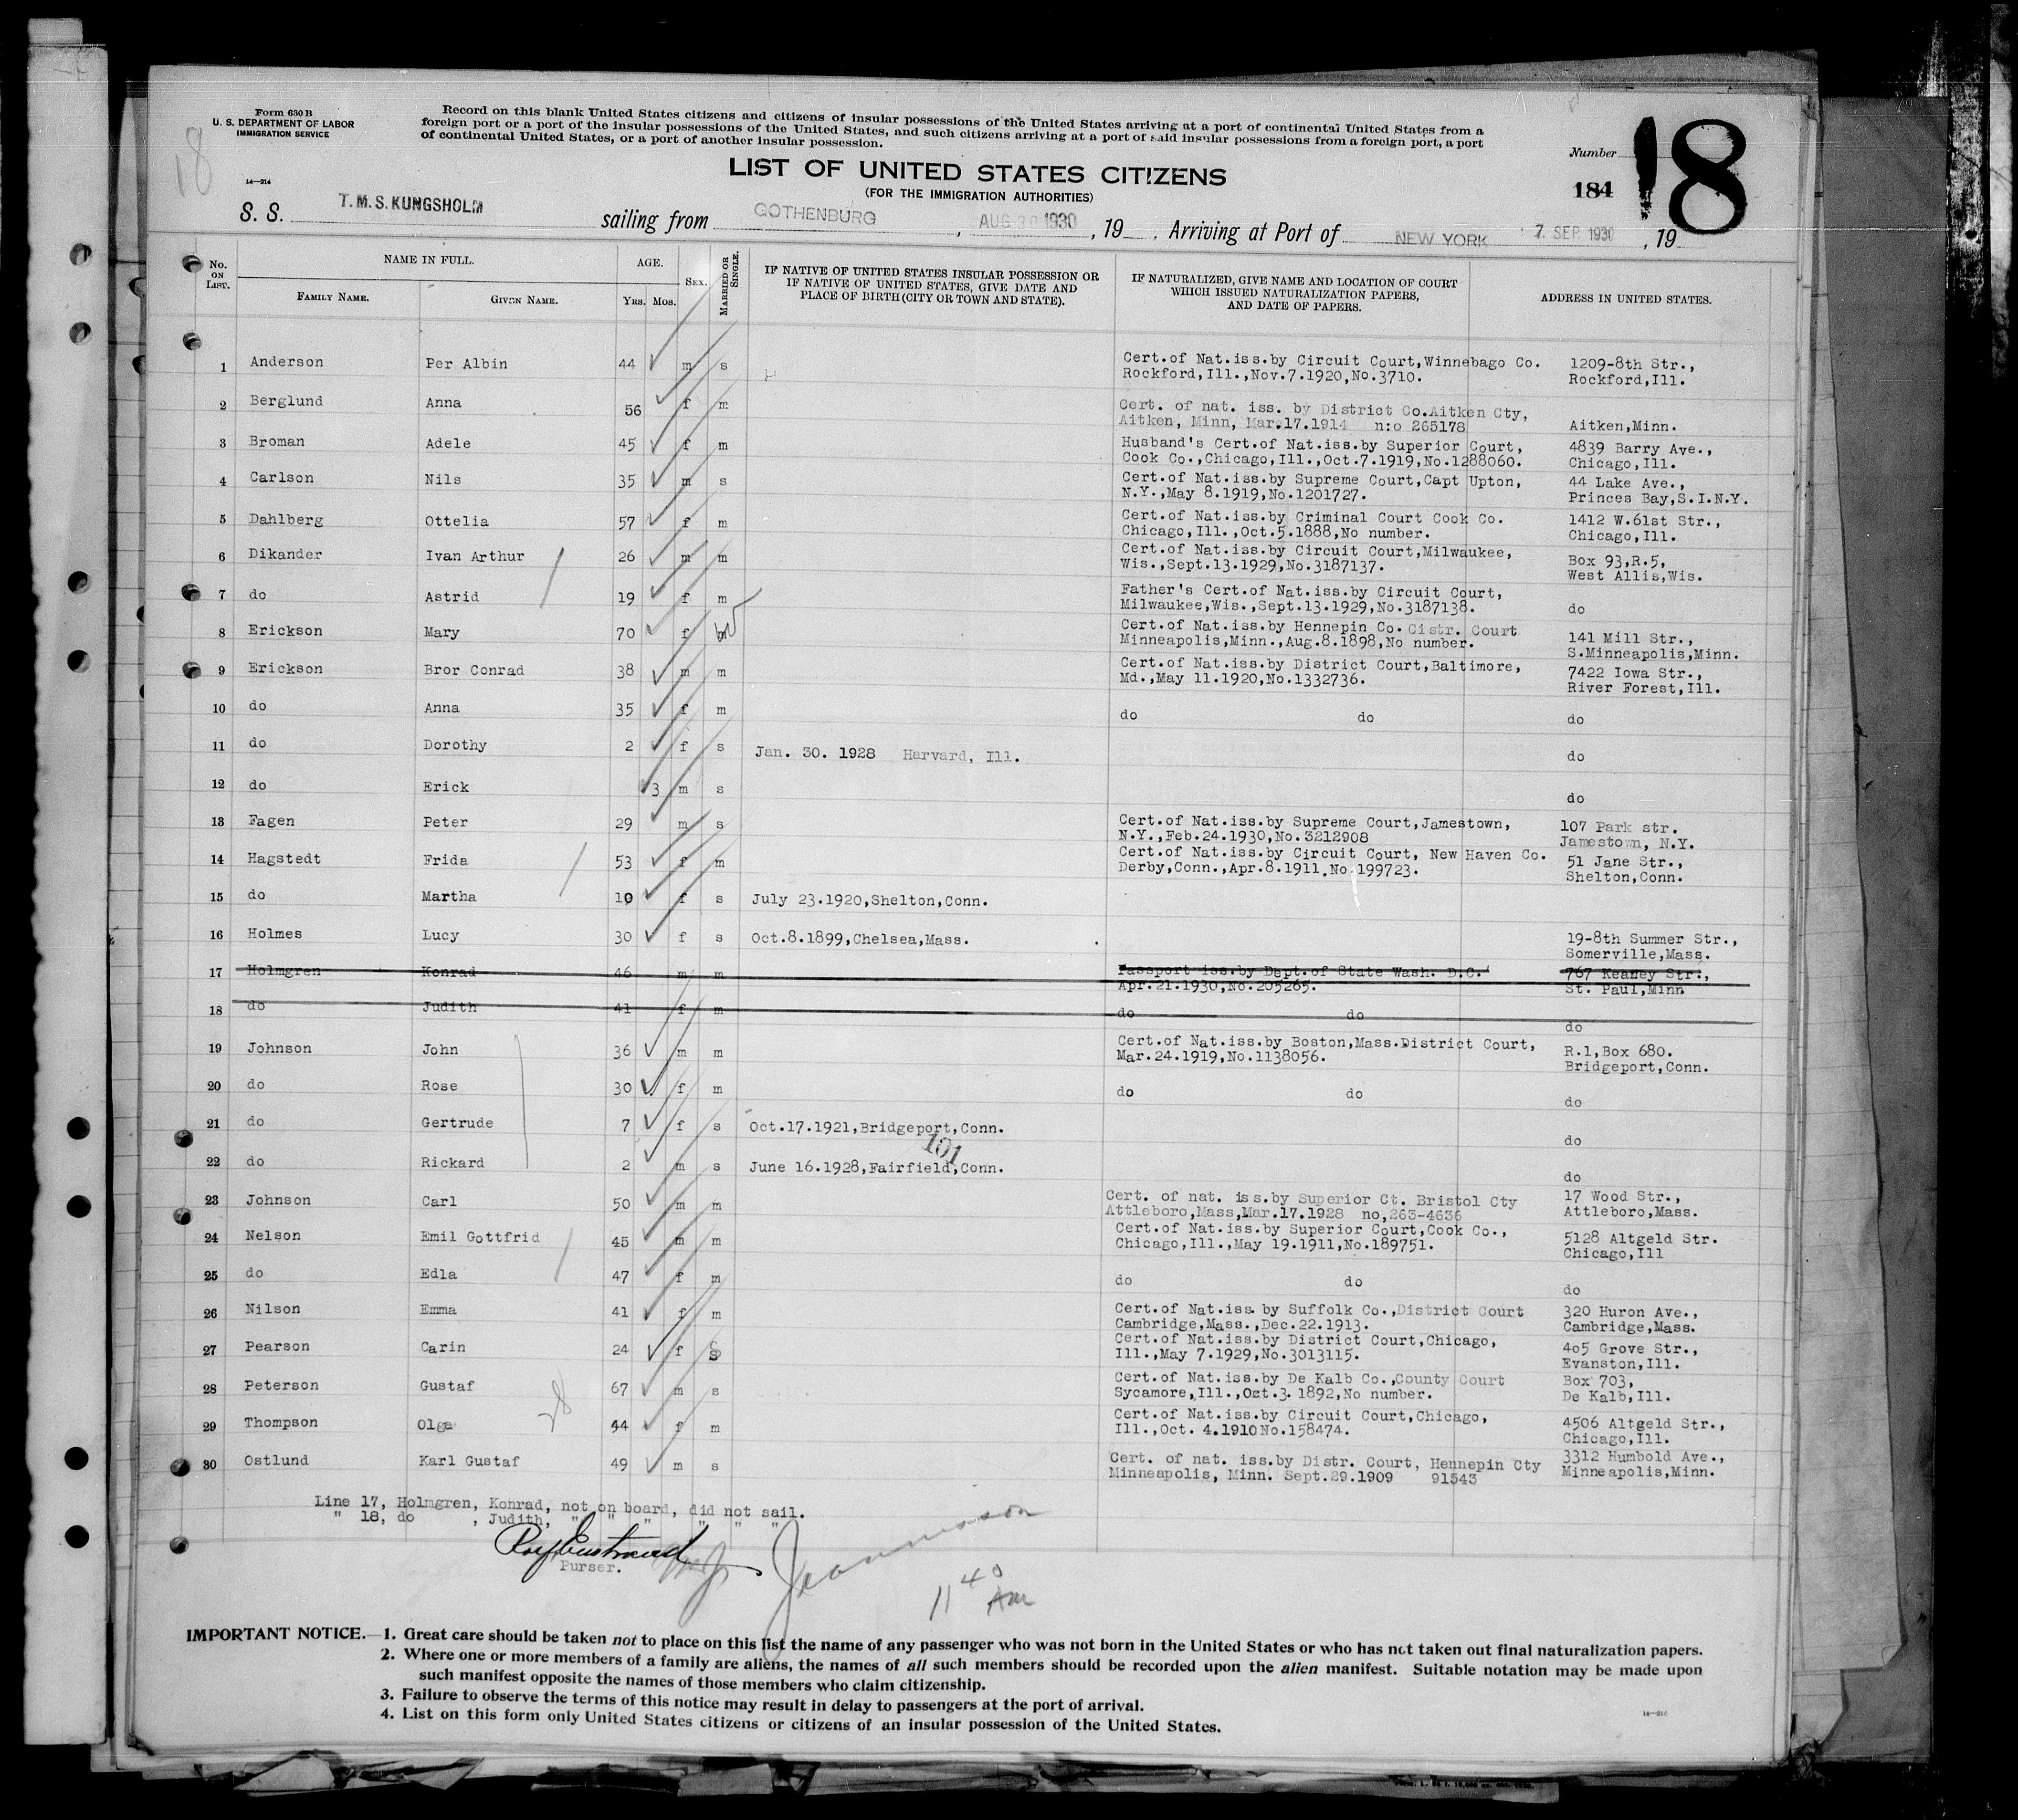 Form 630 B
U. S. DEPARTMENT OF LABOR
IMMIGRATION SERVICE
14—214
18
Record on this blank United States citizens and citizens of insular possessions of the United States arriving at a port of continental United States from a
foreign port or a port of the insular possessions of the United States, and such citizens arriving at a port of said insular possessions from a foreign port, a port
of continental United States, or a port of another insular possession.
LIST OF UNITED STATES CITIZENS
(FOR THE IMMIGRATION AUTHORITIES)
Number 18
184
S. S. T.M.S.KUNGSHOLM sailing from GOTHENBURG, AUG 30 1930, 19 . Arriving at Port of NEW YORK 7 SEP 1930, 19
No. ON LIST. NAME IN FULL. AGE. SEX. MARRIED OR SINGLE. IF NATIVE OF UNITED STATES INSULAR POSSESSION OR IF NATIVE OF UNITED STATES, GIVE DATE AND PLACE OF BIRTH (CITY OR TOWN AND STATE). IF NATURALIZED, GIVE NAME AND LOCATION OF COURT WHICH ISSUED NATURALIZATION PAPERS, AND DATE OF PAPERS. ADDRESS IN UNITED STATES.
FAMILY NAME. GIVEN NAME. YRS. MOS.
1 Anderson Per Albin 44 m s Cert.of Nat.iss.by Circuit Court,Winnebago Co. 1209-8th Str.,
Rockford,Ill.,Nov.7.1920,No.3710. Rockford,Ill.
2 Berglund Anna 56 f m Cert. of nat. iss. by District Co.Aitken Cty,
Aitken, Minn, Mar.17.1914 n:o 265178 Aitken,Minn.
3 Broman Adele 45 f m Husband's Cert.of Nat.iss.by Superior Court, 4839 Barry Ave.,
Cook Co.,Chicago,Ill.,Oct.7.1919,No.1288060. Chicago,Ill.
4 Carlson Nils 35 m s Cert.of Nat.iss.by Supreme Court,Capt Upton, 44 Lake Ave.,
N.Y.,May 8.1919,No.1201727. Princes Bay,S.I.N.Y.
5 Dahlberg Ottelia 57 f m Cert.of Nat.iss.by Criminal Court Cook Co. 1412 W.61st Str.,
Chicago,Ill.,Oct.5.1888,No number. Chicago,Ill.
6 Dikander Ivan Arthur 26 m m Cert.of Nat.iss.by Circuit Court,Milwaukee, Box 93,R.5,
Wis.,Sept.13.1929,No.3187137. West Allis,Wis.
7 do Astrid 19 f m Father's Cert.of Nat.iss.by Circuit Court,
Milwaukee,Wis.,Sept.13.1929,No.3187138. do
8 Erickson Mary 70 f m Cert.of Nat.iss.by Hennepin Co. Cistr. Court 141 Mill Str.,
Minneapolis,Minn.,Aug.8.1898,No number. S.Minneapolis,Minn.
9 Erickson Bror Conrad 38 m m Cert.of Nat.iss.by District Court,Baltimore, 7422 Iowa Str.,
Md.,May 11.1920,No.1332736. River Forest,Ill.
10 do Anna 35 f m do do do
11 do Dorothy 2 f s Jan. 30. 1928 Harvard, Ill. do
12 do Erick 3 m s do
13 Fagen Peter 29 m s Cert.of Nat.iss.by Supreme Court,Jamestown, 107 Park str.
N.Y.,Feb.24.1930,No.3212908 Jamestown, N.Y.
14 Hagstedt Frida 53 f m Cert.of Nat.iss.by Circuit Court, New Haven Co. 51 Jane Str.,
Derby,Conn.,Apr.8.1911.No.199723. Shelton,Conn.
15 do Martha 10 f s July 23.1920,Shelton,Conn.
16 Holmes Lucy 30 f s Oct.8.1899,Chelsea,Mass. 19-8th Summer Str.,
Somerville,Mass.
17 Holmgren Konrad 46 m m Passport iss.by Dept.of State Wash. D.C. 767 Keaney Str.,
Apr.21.1930,No.205265. St. Paul,Minn
18 do Judith 41 f m do do do
19 Johnson John 36 m m Cert.of Nat.iss.by Boston,Mass.District Court, R.1,Box 680.
Mar.24.1919,No.1138056. Bridgeport,Conn.
20 do Rose 30 f m do do do
21 do Gertrude 7 f s Oct.17.1921,Bridgeport,Conn. do
101
22 do Rickard 2 m s June 16.1928,Fairfield,Conn. do
23 Johnson Carl 50 m m Cert. of nat. iss.by Superior Ct. Bristol Cty 17 Wood Str.,
Attleboro,Mass,Mar.17.1928 no,263-4636 Attleboro,Mass.
24 Nelson Emil Gottfrid 45 m m Cert.of Nat.iss.by Superior Court,Cook Co., 5128 Altgeld Str.
Chicago,Ill.,May 19.1911,No.189751. Chicago,Ill
25 do Edla 47 f m do do do
26 Nilson Emma 41 f m Cert.of Nat.iss. by Suffolk Co.,District Court 320 Huron Ave.,
Cambridge,Mass.,Dec.22.1913. Cambridge,Mass.
27 Pearson Carin 24 f s Cert.of Nat.iss.by District Court,Chicago, 405 Grove Str.,
Ill.,May 7.1929,No.3013115. Evanston,Ill.
28 Peterson Gustaf 67 m s Cert.of Nat.iss.by De Kalb Co.,County Court Box 703,
Sycamore,Ill.,Oct.3. 1892,No number. De Kalb,Ill.
29 Thompson Olga 44 f m Cert.of Nat.iss.by Circuit Court,Chicago, 4506 Altgeld Str.,
Ill.,Oct. 4.1910No.158474. Chicago,Ill.
30 Ostlund Karl Gustaf 49 m s Cert. of nat. iss.by Distr. Court, Hennepin Cty 3312 Humbold Ave.,
Minneapolis, Minn. Sept.29.1909 91543 Minneapolis,Minn.
Line 17, Holmgren, Konrad, not on board, did not sail.
" 18, do , Judith, " " " " " "
Purser.
11 40 AM
IMPORTANT NOTICE.—1. Great care should be taken not to place on this list the name of any passenger who was not born in the United States or who has not taken out final naturalization papers.
2. Where one or more members of a family are aliens, the names of all such members should be recorded upon the alien manifest. Suitable notation may be made upon
such manifest opposite the names of those members who claim citizenship.
3. Failure to observe the terms of this notice may result in delay to passengers at the port of arrival.
4. List on this form only United States citizens or citizens of an insular possession of the United States.
14—214